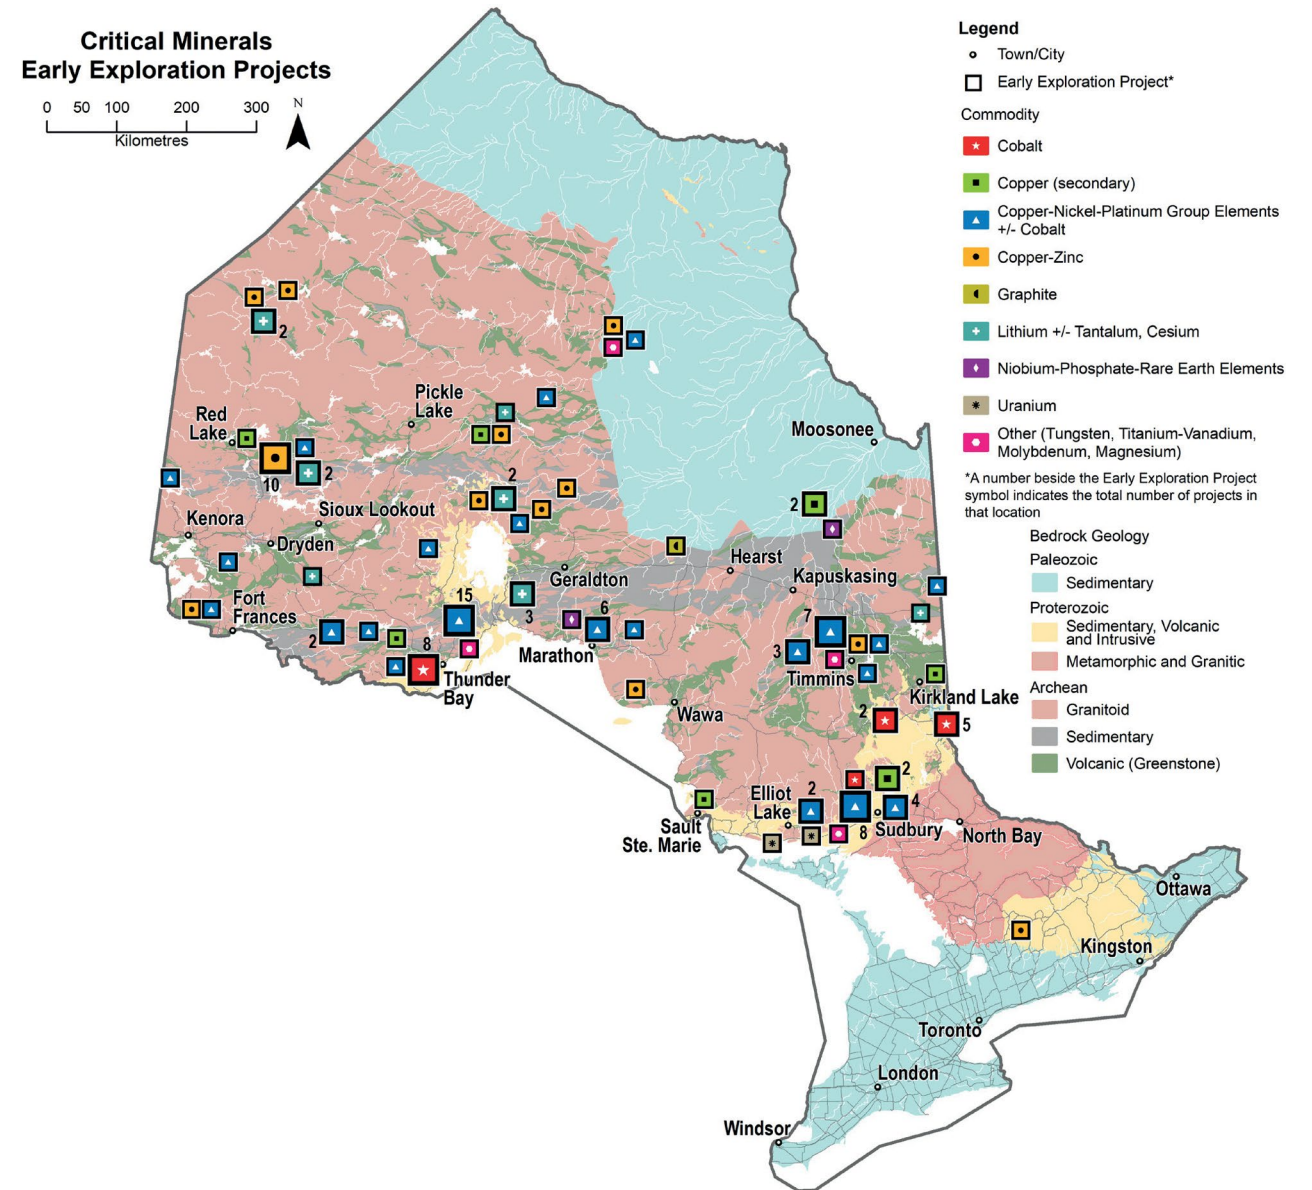 Critical Minerals
Early Exploration Projects
0 50 100 200 300
Kilometres
N
Legend
Town/City
Early Exploration Project*
Commodity
Cobalt
Copper (secondary)
Copper-Nickel-Platinum Group Elements
+/- Cobalt
Copper-Zinc
Graphite
Lithium +/- Tantalum, Cesium
Niobium-Phosphate-Rare Earth Elements
Uranium
Other (Tungsten, Titanium-Vanadium,
Molybdenum, Magnesium)
*A number beside the Early Exploration Project
symbol indicates the total number of projects in
that location
Bedrock Geology
Paleozoic
Sedimentary
Proterozoic
Sedimentary, Volcanic
and Intrusive
Metamorphic and Granitic
Archean
Granitoid
Sedimentary
Volcanic (Greenstone)
2
Pickle
Lake
Red
Lake
Moosonee
2
10
2
2
Kenora
Sioux Lookout
Dryden
Hearst
Geraldton
Kapuskasing
Fort
Frances
15
3
6
7
2
8
Marathon
3
Timmins
Thunder
Bay
Kirkland Lake
Wawa
2
5
2
Elliot
Lake
2
4
Sault
Ste. Marie
8
Sudbury
North Bay
Ottawa
Kingston
Toronto
London
Windsor